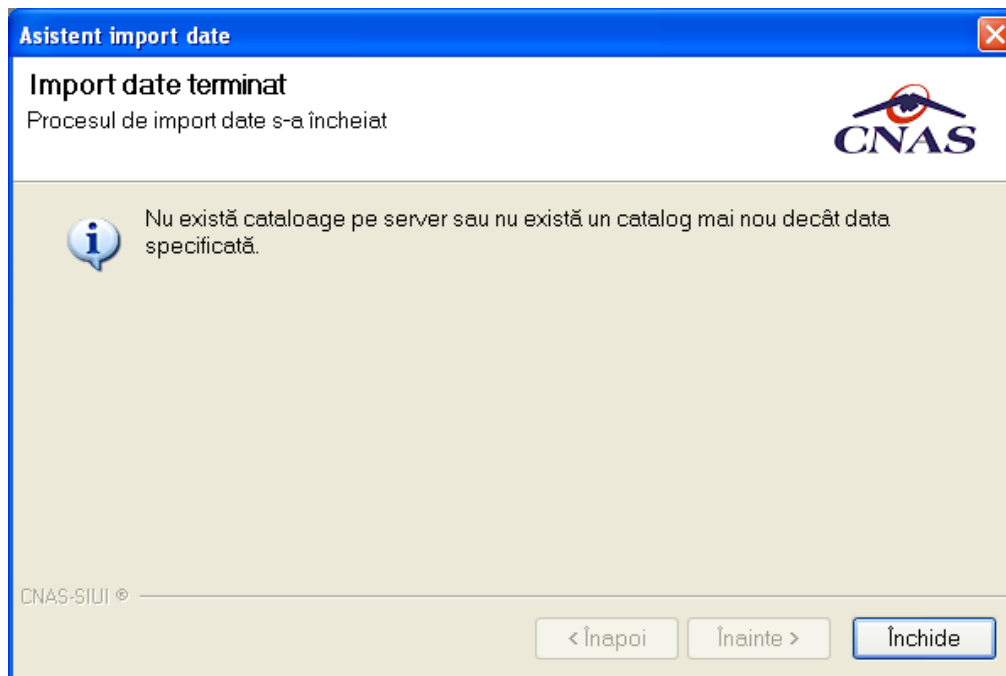 Asistent import date
Import date terminat
Procesul de import date s-a încheiat
CNAS
Nu există cataloage pe server sau nu există un catalog mai nou decât data
specificată.
CNAS-SIUI ®
< Înapoi
Înainte >
Închide